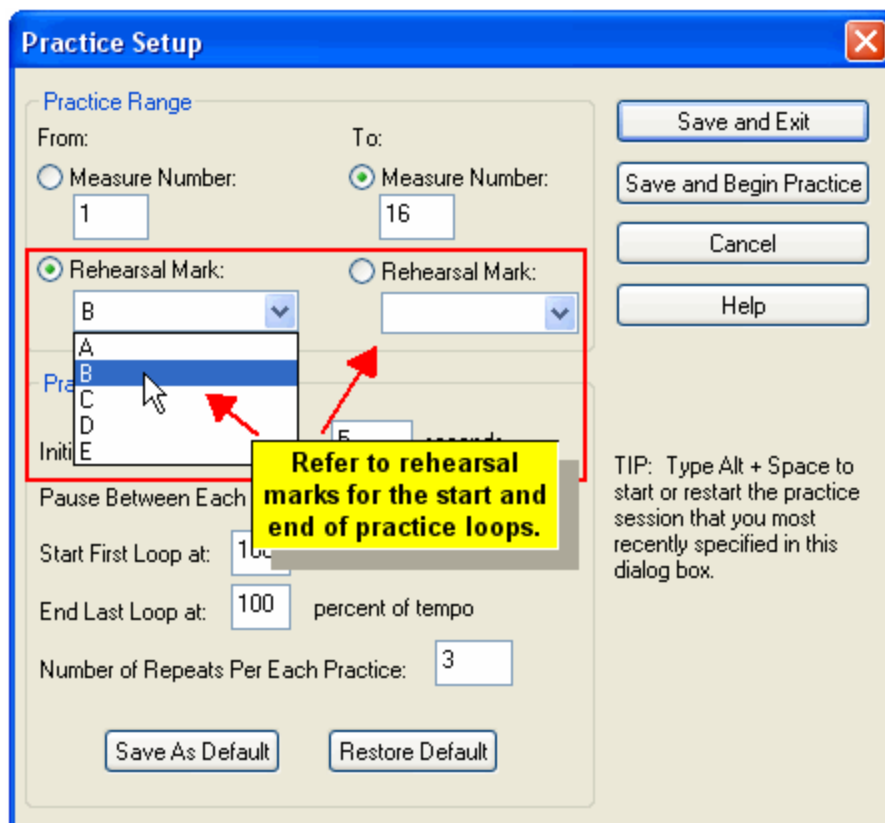 Practice Setup
Practice Range
From:
To:
Measure Number:
Measure Number:
1
16
Rehearsal Mark:
Rehearsal Mark:
B
A
B
C
D
E
Refer to rehearsal
marks for the start and
end of practice loops.
Pause Between Each
Start First Loop at:
End Last Loop at: 100 percent of tempo
Number of Repeats Per Each Practice: 3
Save As Default
Restore Default
Save and Exit
Save and Begin Practice
Cancel
Help
TIP: Type Alt + Space to
start or restart the practice
session that you most
recently specified in this
dialog box.